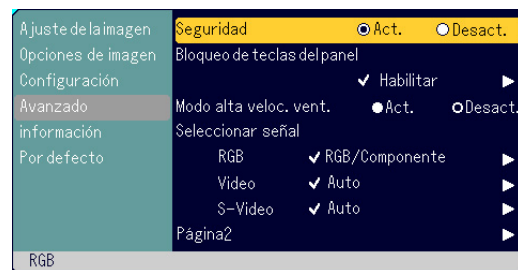 Ajuste de la imagen
Opciones de imagen
Configuración
Avanzado
información
Por defecto
Seguridad Act. Desact.
Bloqueo de teclas del panel
Habilitar
Modo alta veloc. vent. Act. Desact.
Seleccionar señal
RGB RGB/Componente
Video Auto
S-Video Auto
Página2
RGB